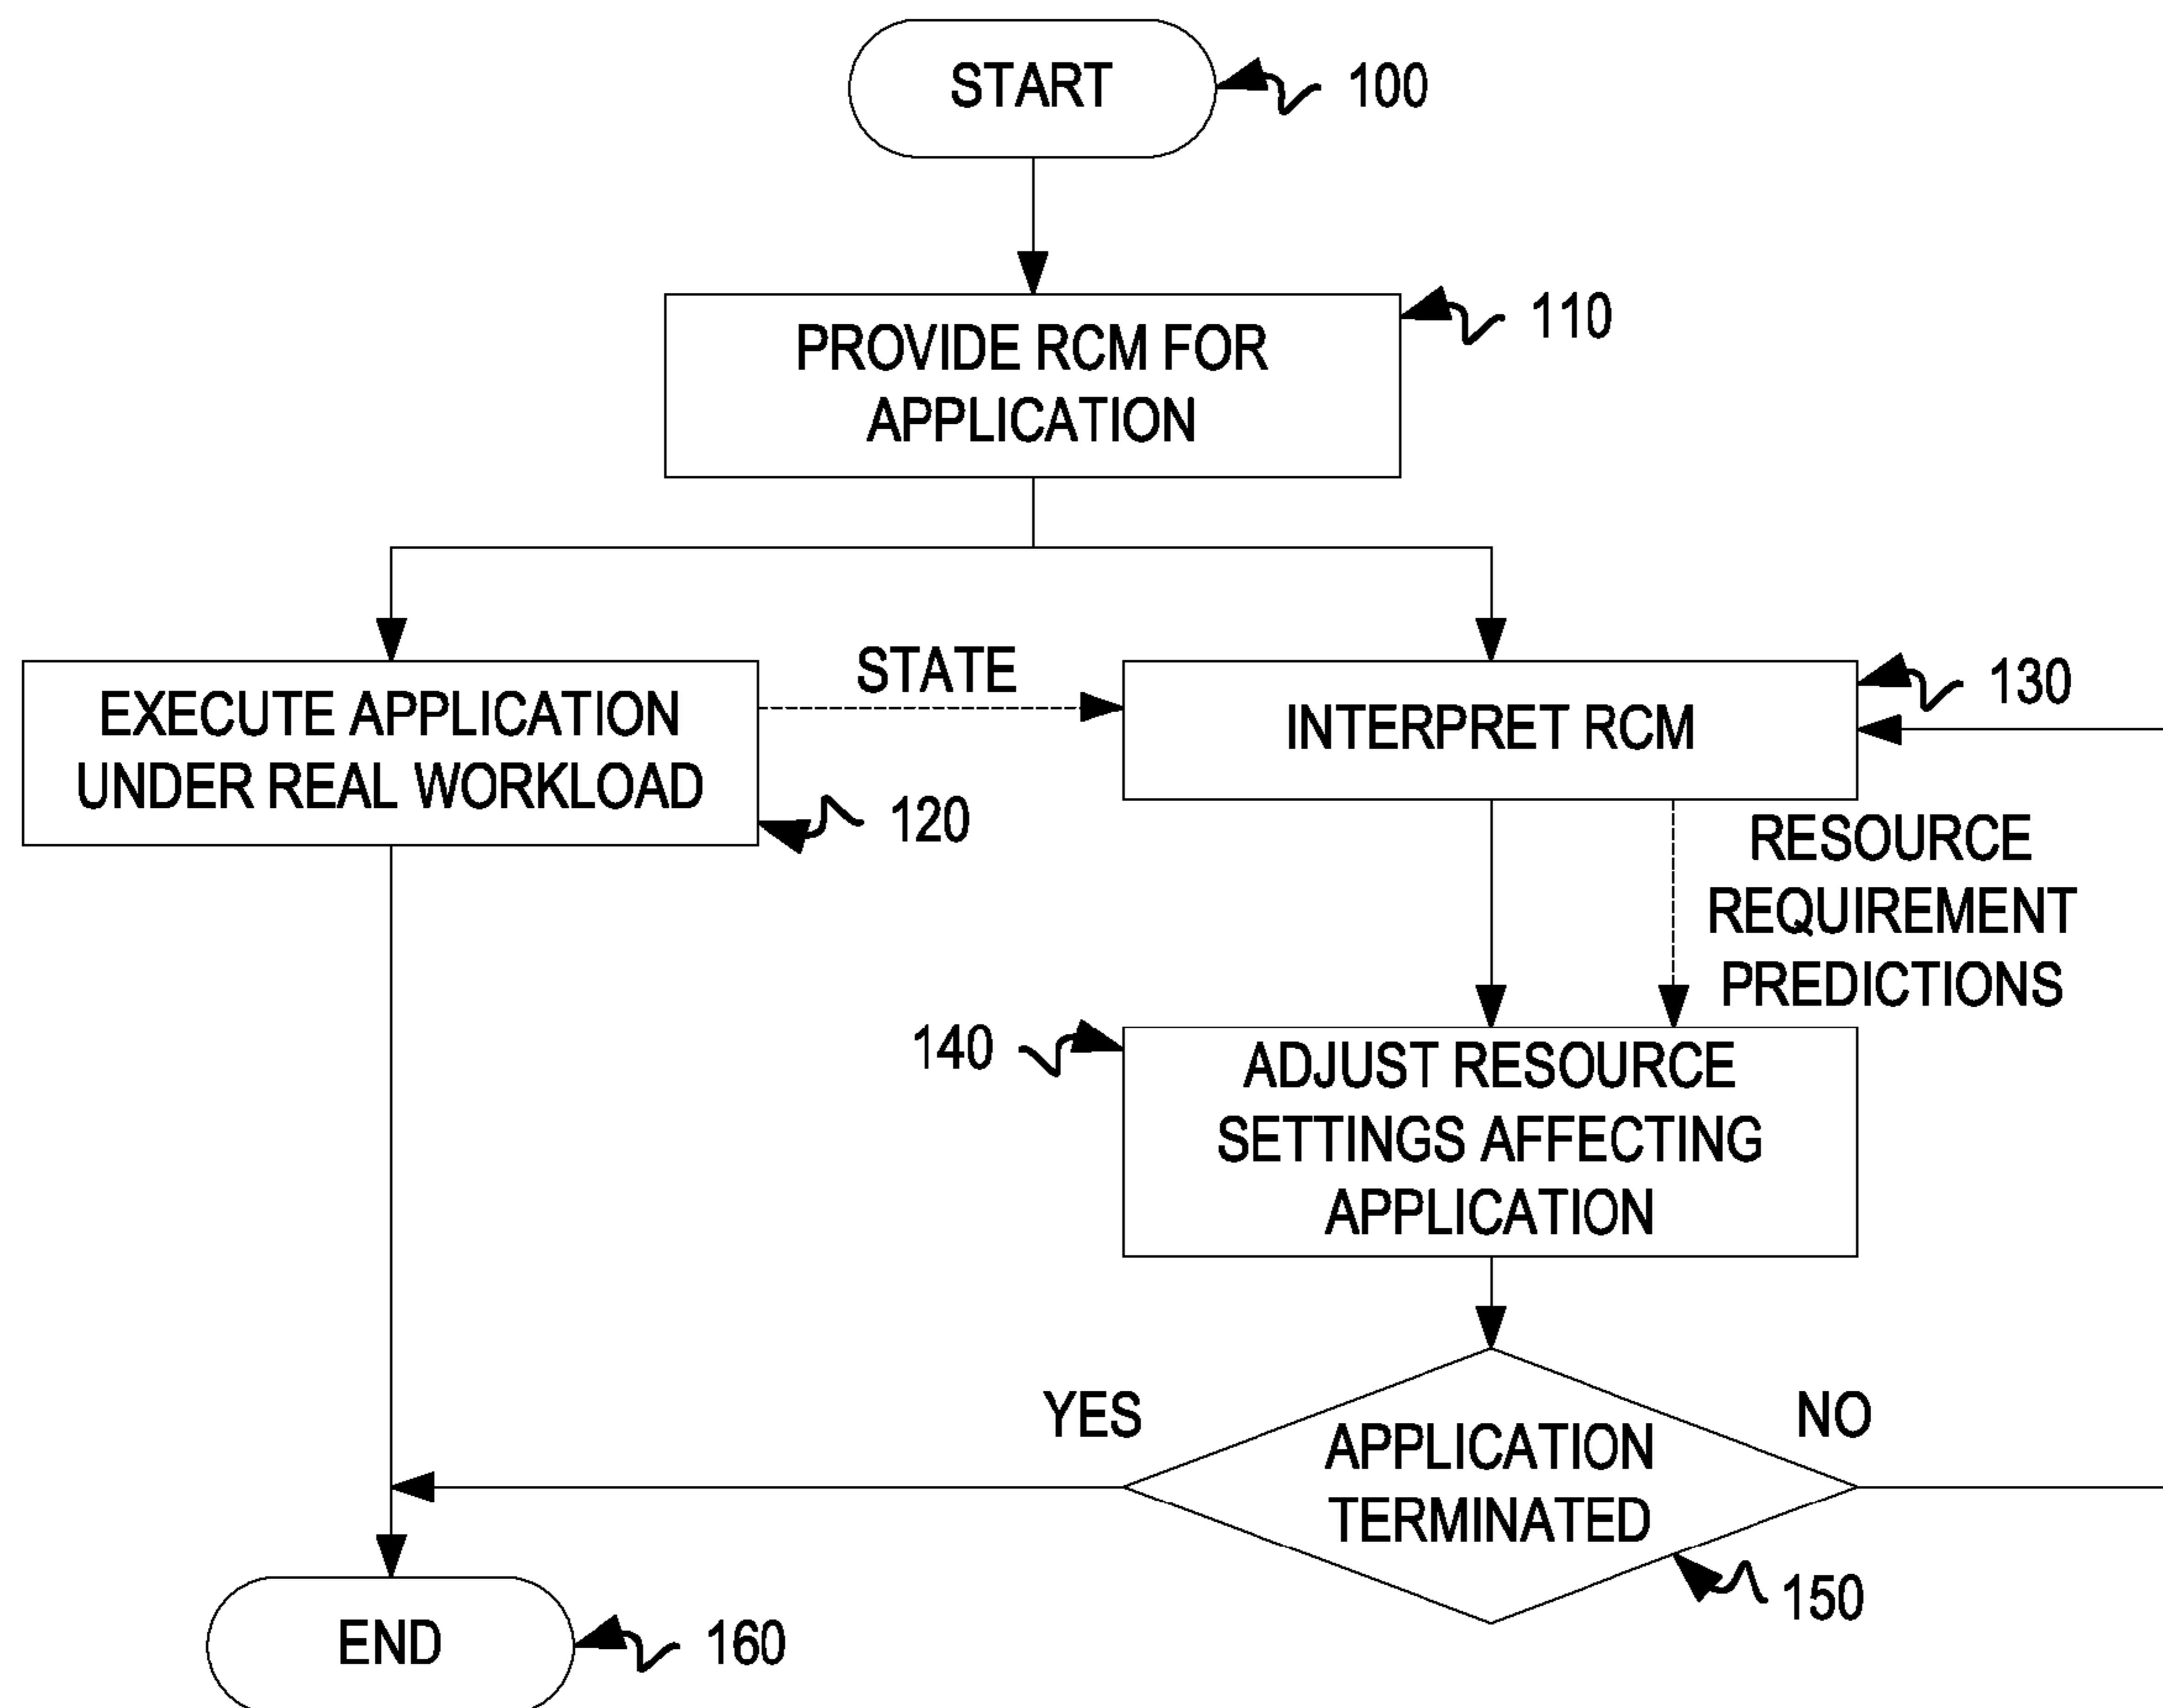 START
100
PROVIDE RCM FOR
APPLICATION
110
EXECUTE APPLICATION
UNDER REAL WORKLOAD
120
STATE
INTERPRET RCM
130
RESOURCE
REQUIREMENT
PREDICTIONS
140
ADJUST RESOURCE
SETTINGS AFFECTING
APPLICATION
YES
APPLICATION
TERMINATED
NO
150
END
160